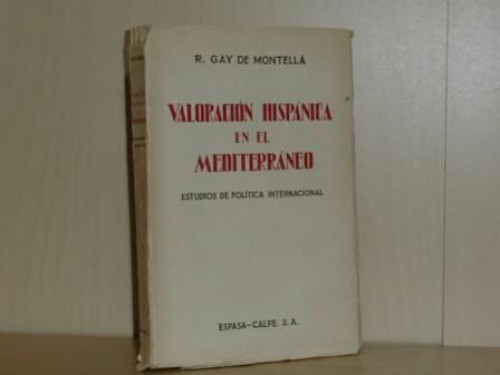 R. GAY DE MONTELLÁ
VALORACIÓN HISPÁNICA
EN EL
MEDITERRÁNEO
ESTUDIOS DE POLÍTICA INTERNACIONAL
ESPASA-CALPE, S. A.